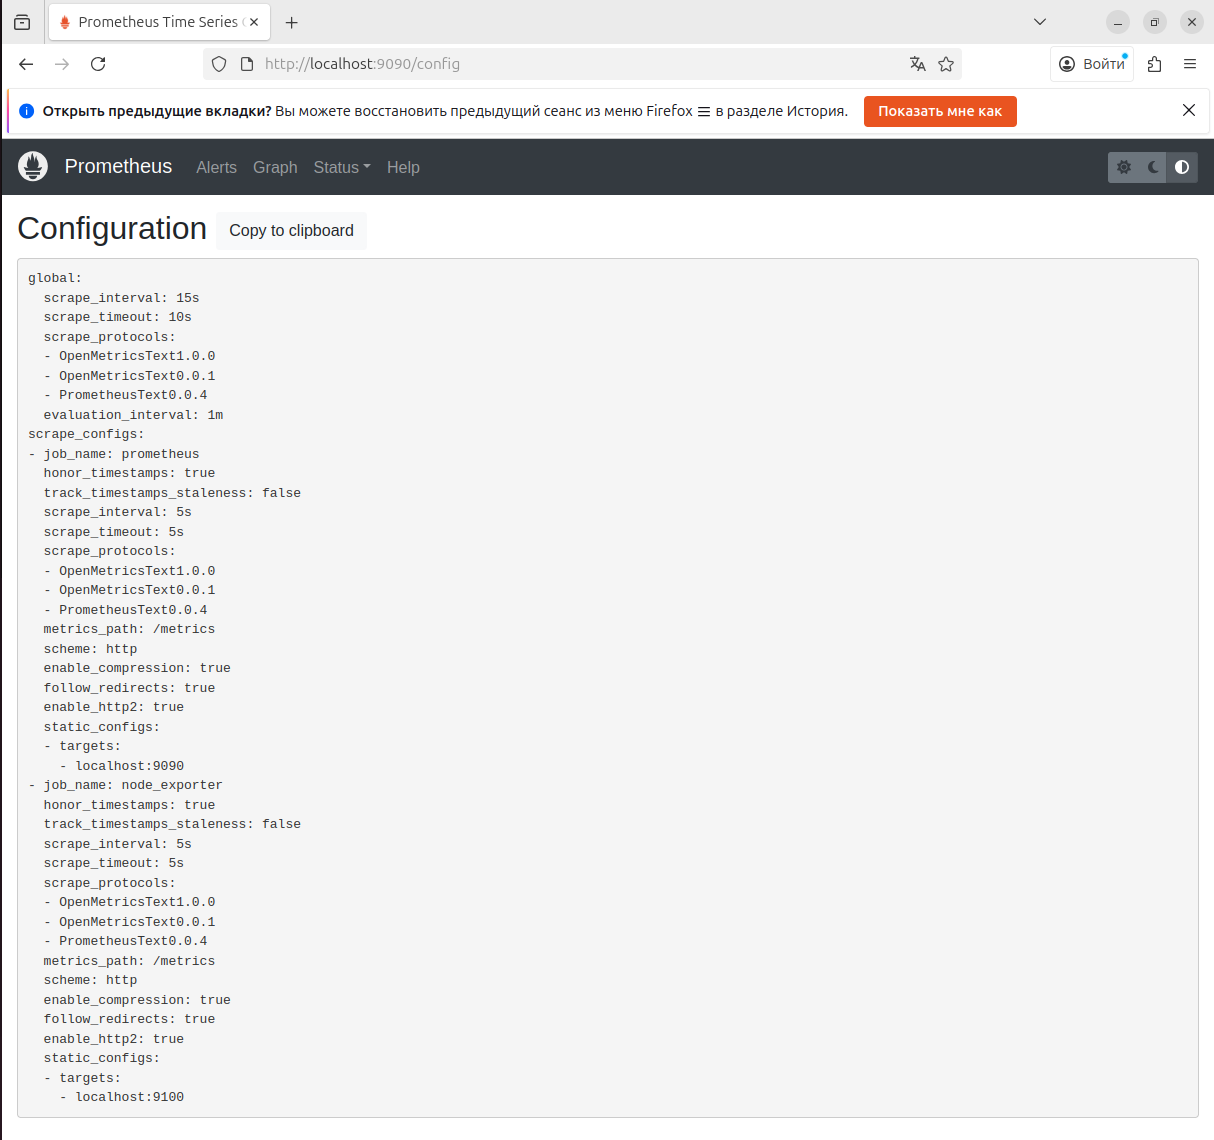 Prometheus Time Series
http://localhost:9090/config
Войти
Открыть предыдущие вкладки? Вы можете восстановить предыдущий сеанс из меню Firefox ☰ в разделе История.
Показать мне как
Prometheus Alerts Graph Status Help
Configuration
Copy to clipboard
global:
  scrape_interval: 15s
  scrape_timeout: 10s
  scrape_protocols:
  - OpenMetricsText1.0.0
  - OpenMetricsText0.0.1
  - PrometheusText0.0.4
  evaluation_interval: 1m
scrape_configs:
- job_name: prometheus
  honor_timestamps: true
  track_timestamps_staleness: false
  scrape_interval: 5s
  scrape_timeout: 5s
  scrape_protocols:
  - OpenMetricsText1.0.0
  - OpenMetricsText0.0.1
  - PrometheusText0.0.4
  metrics_path: /metrics
  scheme: http
  enable_compression: true
  follow_redirects: true
  enable_http2: true
  static_configs:
  - targets:
    - localhost:9090
- job_name: node_exporter
  honor_timestamps: true
  track_timestamps_staleness: false
  scrape_interval: 5s
  scrape_timeout: 5s
  scrape_protocols:
  - OpenMetricsText1.0.0
  - OpenMetricsText0.0.1
  - PrometheusText0.0.4
  metrics_path: /metrics
  scheme: http
  enable_compression: true
  follow_redirects: true
  enable_http2: true
  static_configs:
  - targets:
    - localhost:9100